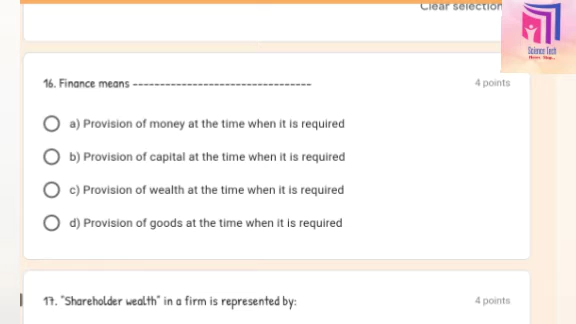 Clear selection
Science Tech
16. Finance means ---------------------------------
4 points
a) Provision of money at the time when it is required
b) Provision of capital at the time when it is required
c) Provision of wealth at the time when it is required
d) Provision of goods at the time when it is required
17. "Shareholder wealth" in a firm is represented by:
4 points